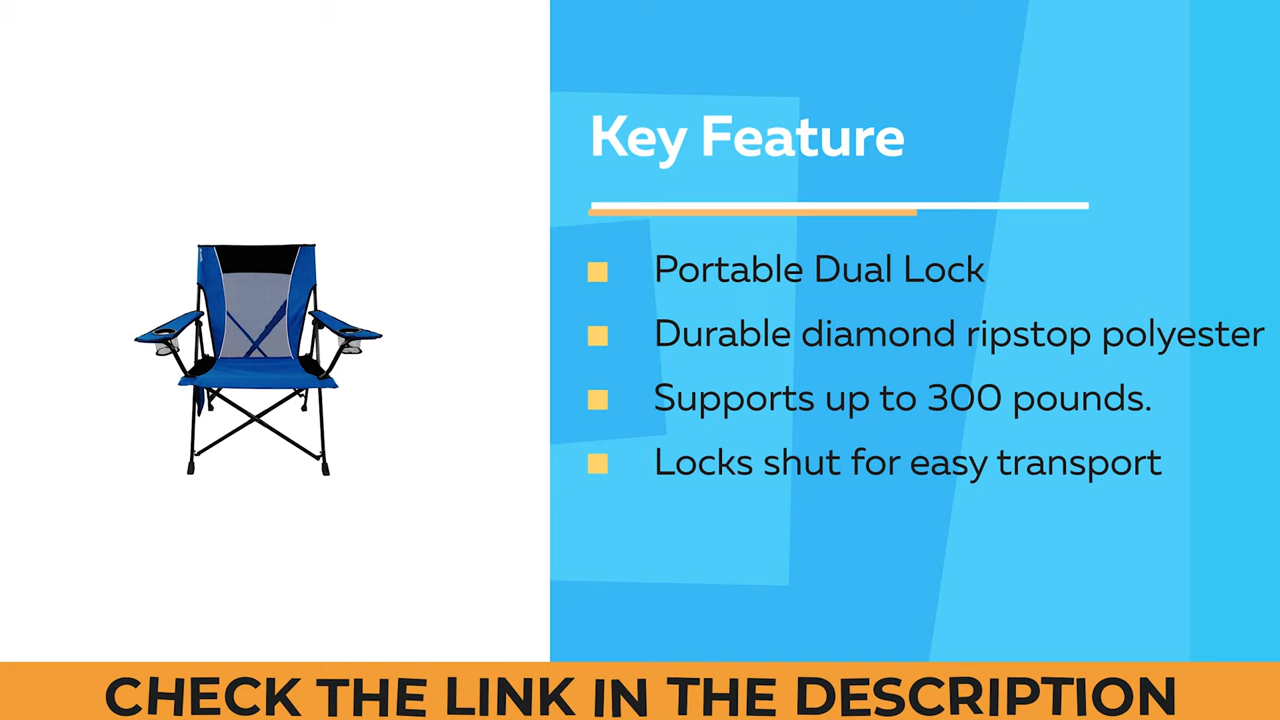 Key Feature
Portable Dual Lock
Durable diamond ripstop polyester
Supports up to 300 pounds.
Locks shut for easy transport
CHECK THE LINK IN THE DESCRIPTION